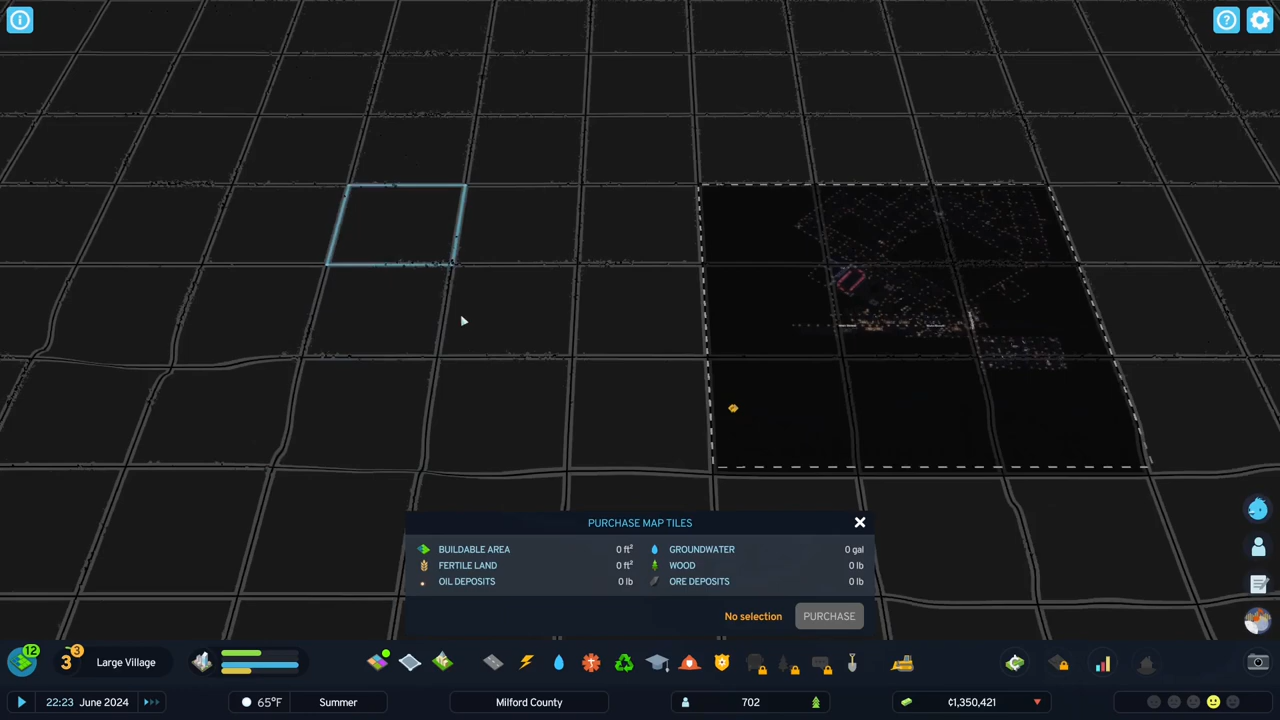 PURCHASE MAP TILES
BUILDABLE AREA 0 ft² GROUNDWATER 0 gal
FERTILE LAND 0 ft² WOOD 0 lb
OIL DEPOSITS 0 lb ORE DEPOSITS 0 lb
No selection PURCHASE
12 3 3 Large Village
22:23 June 2024 65°F Summer Milford County 702 ¢1,350,421